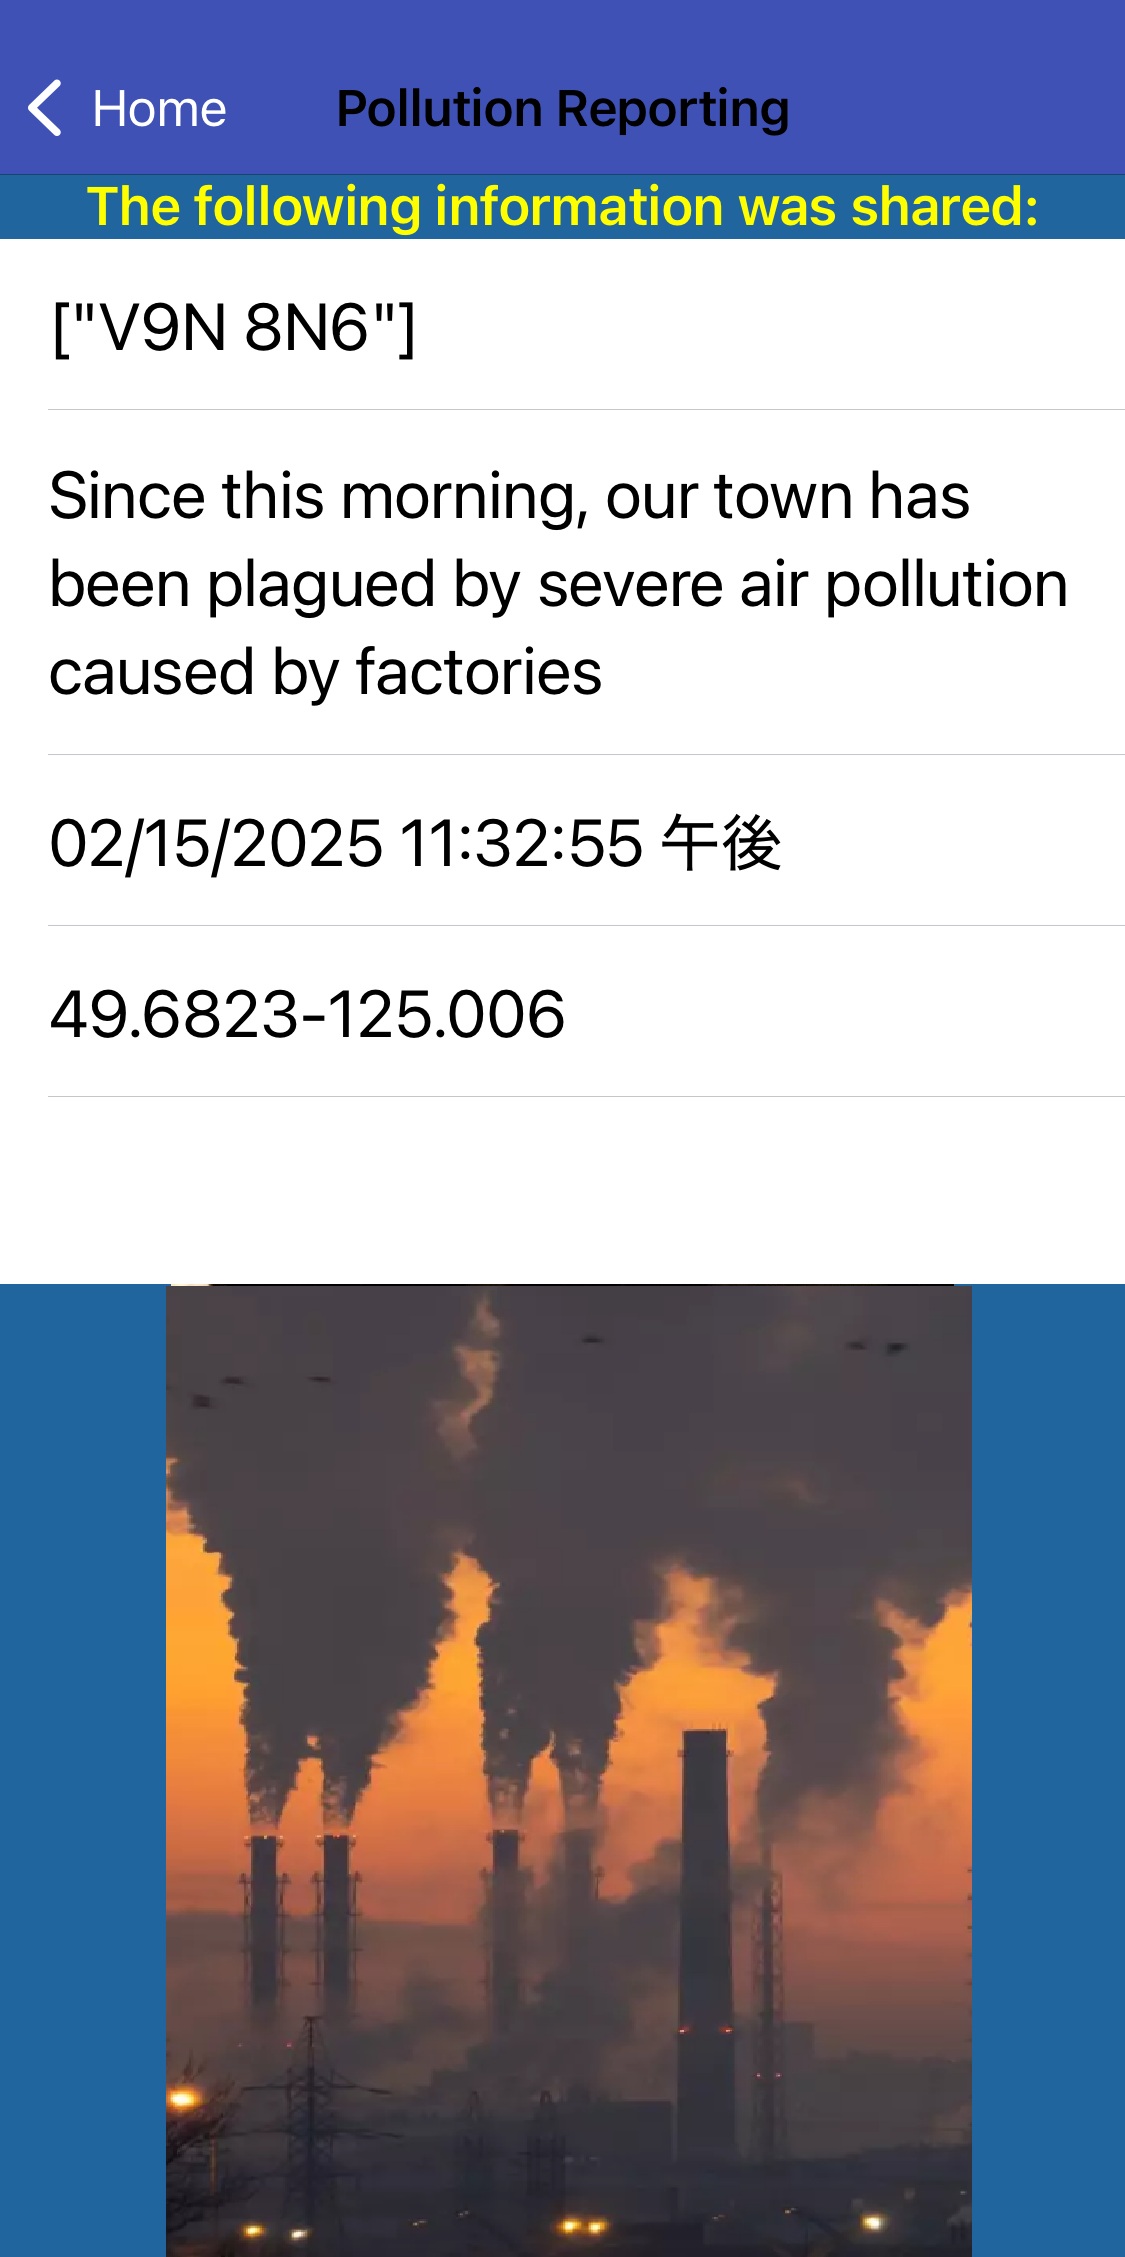 Home
Pollution Reporting
The following information was shared:
["V9N 8N6"]
Since this morning, our town has
been plagued by severe air pollution
caused by factories
02/15/2025 11:32:55 午後
49.6823-125.006